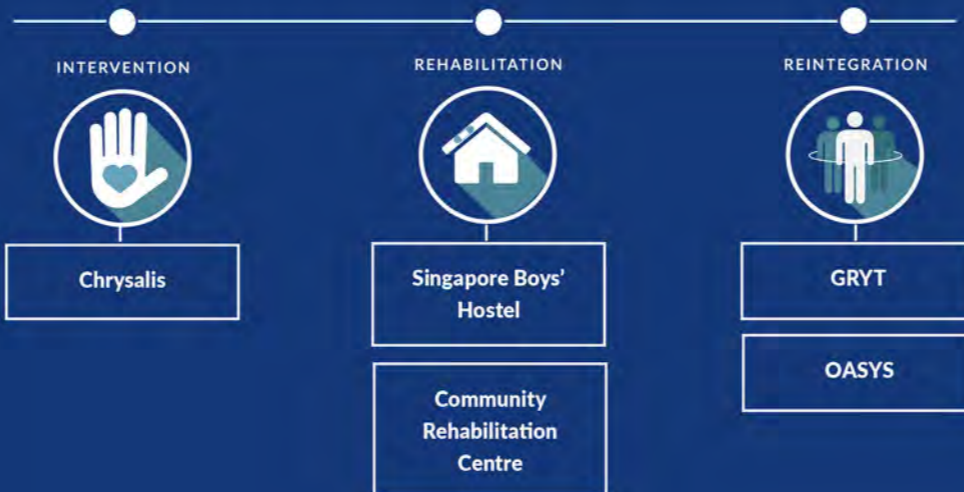 INTERVENTION
Chrysalis
REHABILITATION
Singapore Boys'
Hostel
Community
Rehabilitation
Centre
REINTEGRATION
GRYT
OASYS